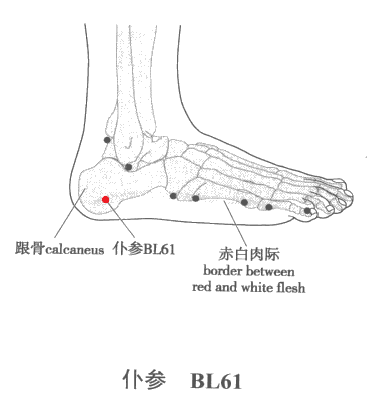 跟骨calcaneus 仆参BL61
赤白肉际
border between
red and white flesh
仆参 BL61